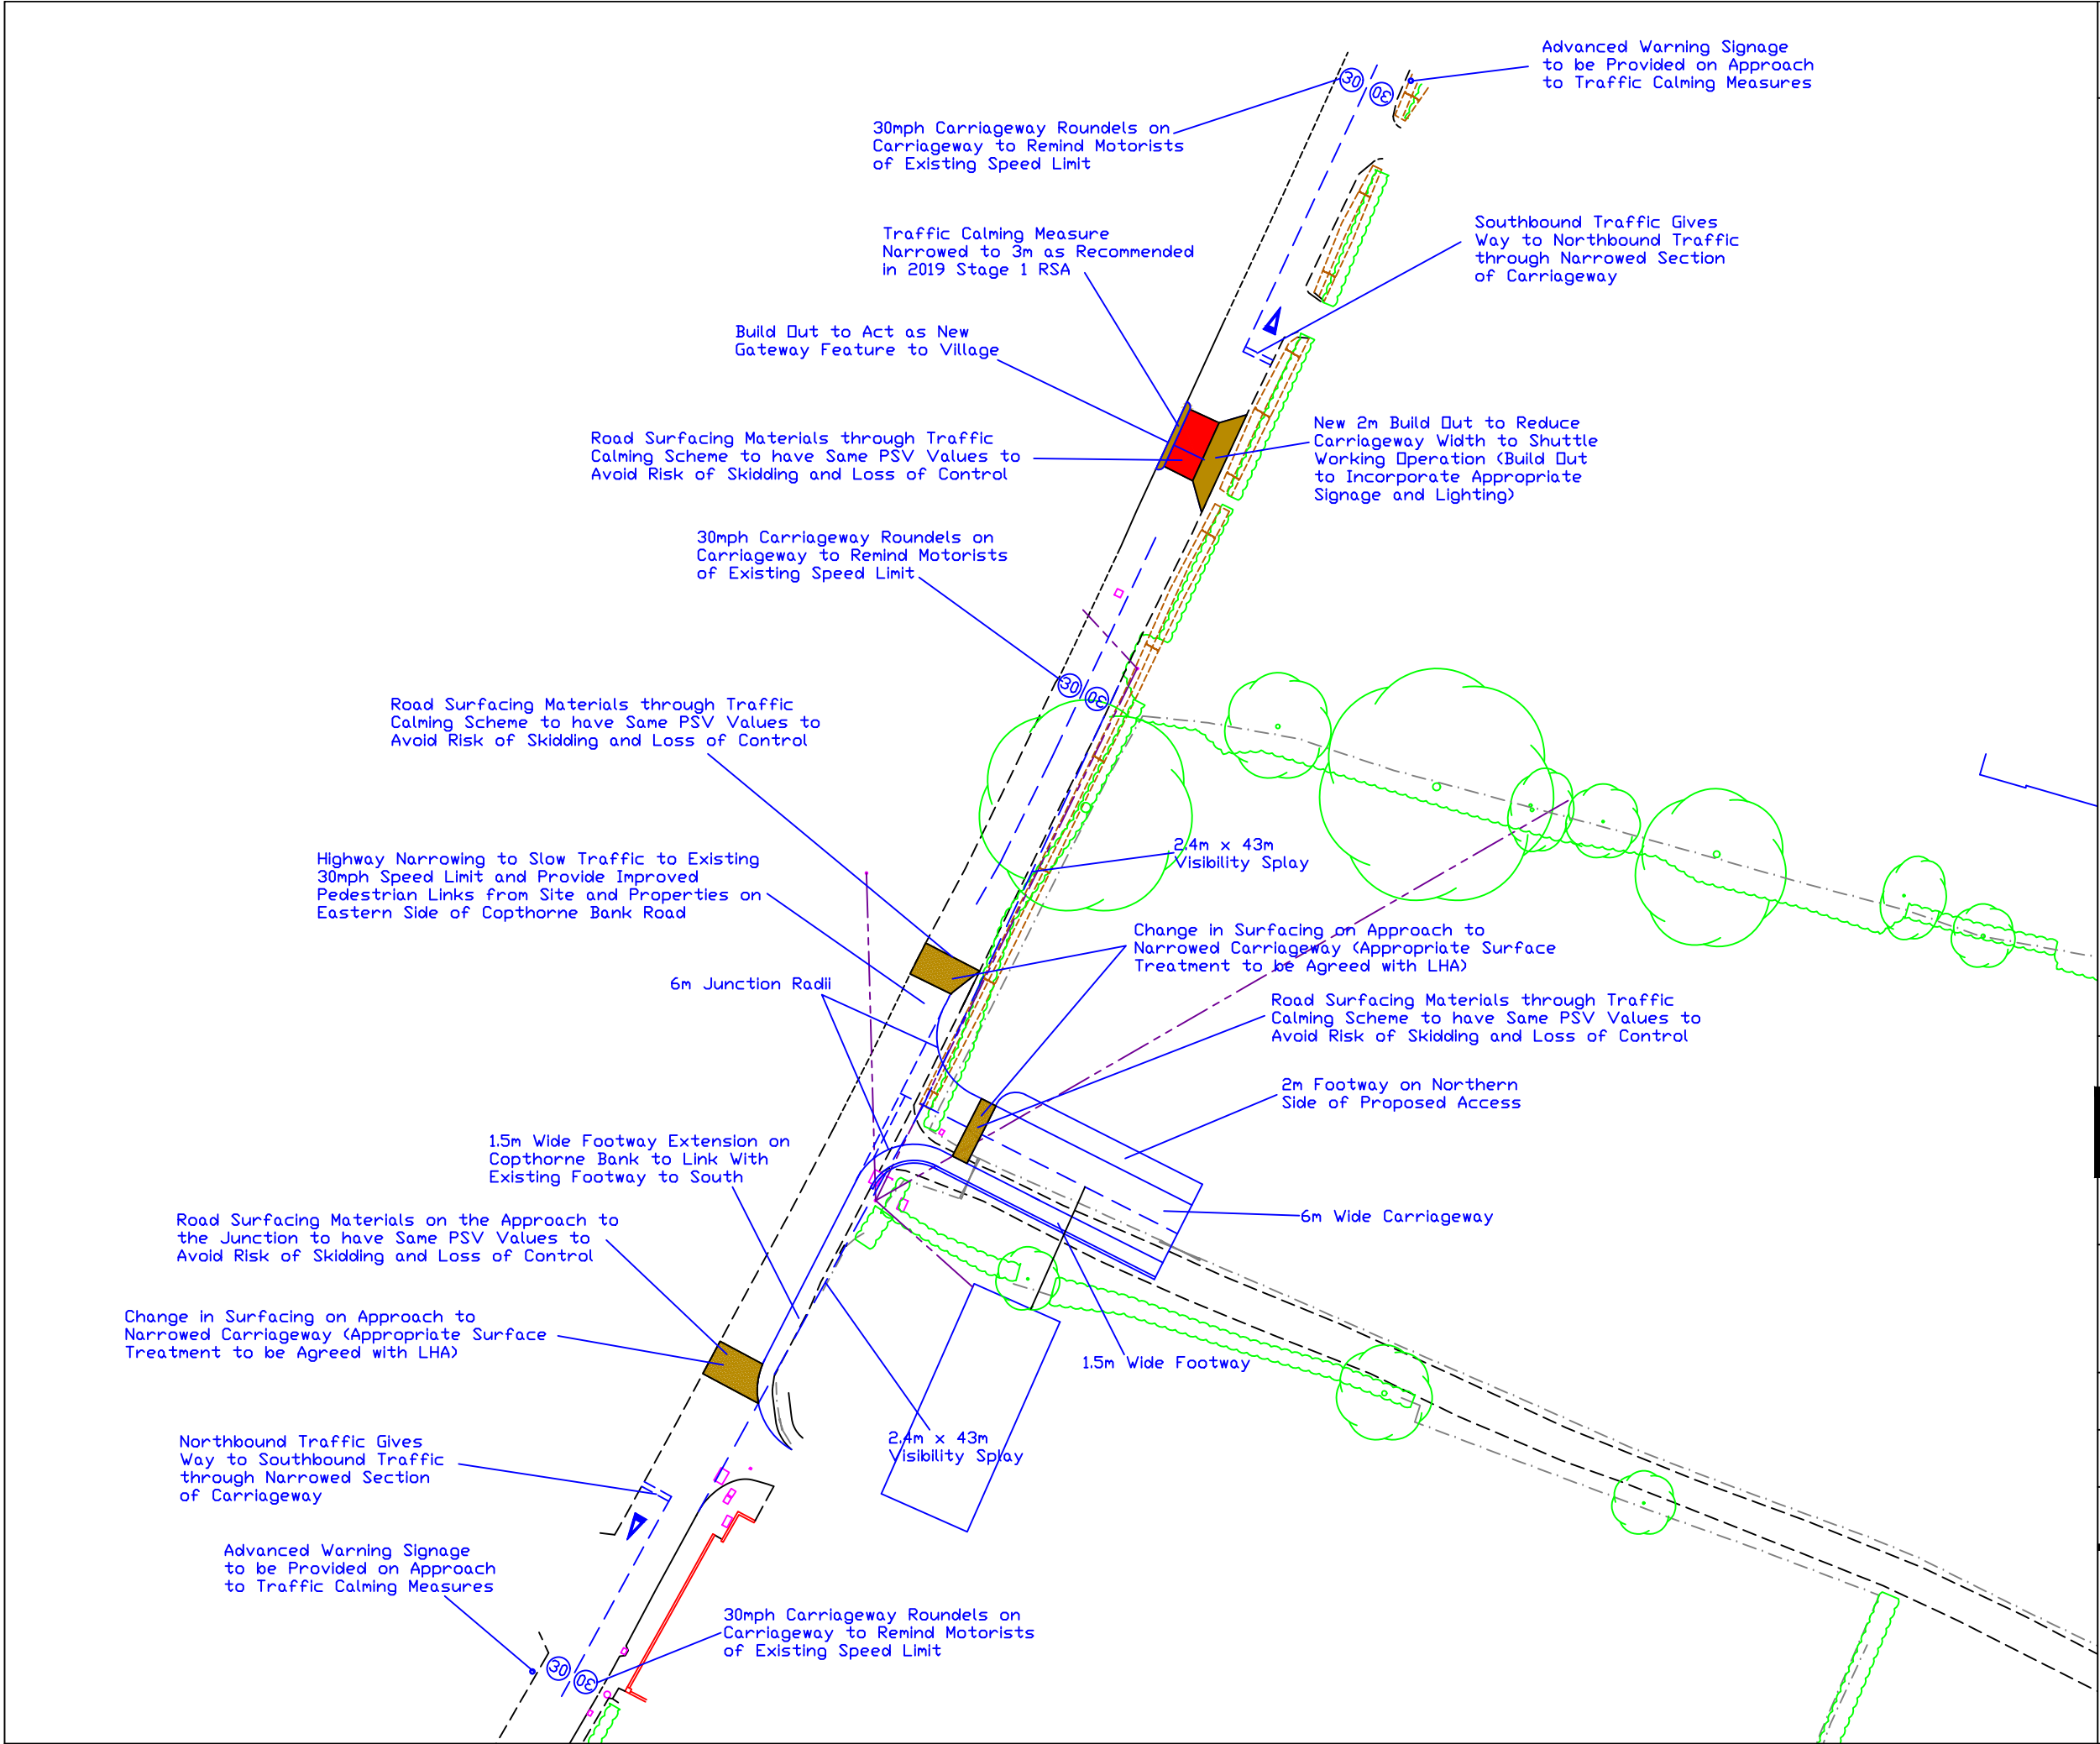 Advanced Warning Signage
to be Provided on Approach
to Traffic Calming Measures
30
30
30mph Carriageway Roundels on
Carriageway to Remind Motorists
of Existing Speed Limit
Southbound Traffic Gives
Way to Northbound Traffic
through Narrowed Section
of Carriageway
Traffic Calming Measure
Narrowed to 3m as Recommended
in 2019 Stage 1 RSA
Build Out to Act as New
Gateway Feature to Village
New 2m Build Out to Reduce
Carriageway Width to Shuttle
Working Operation (Build Out
to Incorporate Appropriate
Signage and Lighting)
Road Surfacing Materials through Traffic
Calming Scheme to have Same PSV Values to
Avoid Risk of Skidding and Loss of Control
30mph Carriageway Roundels on
Carriageway to Remind Motorists
of Existing Speed Limit
30
30
Road Surfacing Materials through Traffic
Calming Scheme to have Same PSV Values to
Avoid Risk of Skidding and Loss of Control
2.4m x 43m
Visibility Splay
Highway Narrowing to Slow Traffic to Existing
30mph Speed Limit and Provide Improved
Pedestrian Links from Site and Properties on
Eastern Side of Copthorne Bank Road
Change in Surfacing on Approach to
Narrowed Carriageway (Appropriate Surface
Treatment to be Agreed with LHA)
6m Junction Radii
Road Surfacing Materials through Traffic
Calming Scheme to have Same PSV Values to
Avoid Risk of Skidding and Loss of Control
2m Footway on Northern
Side of Proposed Access
1.5m Wide Footway Extension on
Copthorne Bank to Link With
Existing Footway to South
6m Wide Carriageway
Road Surfacing Materials on the Approach to
the Junction to have Same PSV Values to
Avoid Risk of Skidding and Loss of Control
Change in Surfacing on Approach to
Narrowed Carriageway (Appropriate Surface
Treatment to be Agreed with LHA)
1.5m Wide Footway
2.4m x 43m
Visibility Splay
Northbound Traffic Gives
Way to Southbound Traffic
through Narrowed Section
of Carriageway
Advanced Warning Signage
to be Provided on Approach
to Traffic Calming Measures
30mph Carriageway Roundels on
Carriageway to Remind Motorists
of Existing Speed Limit
30
30